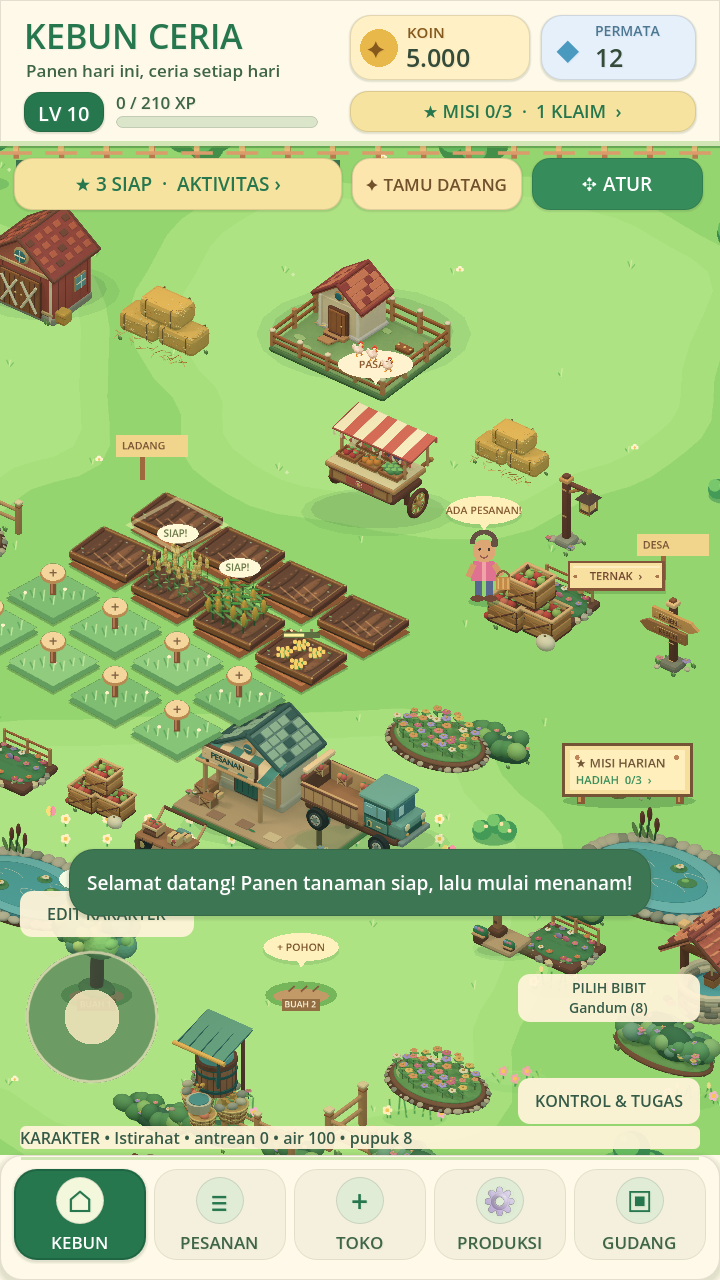 KEBUN CERIA
Panen hari ini, ceria setiap hari
KOIN
5.000
PERMATA
12
LV 10
0 / 210 XP
★ MISI 0/3 · 1 KLAIM ›
★ 3 SIAP · AKTIVITAS ›
✦ TAMU DATANG
ATUR
LADANG
SIAP!
SIAP!
ADA PESANAN!
DESA
TERNAK ›
PESANAN
★ MISI HARIAN
HADIAH 0/3 ›
Selamat datang! Panen tanaman siap, lalu mulai menanam!
EDIT KARAKTER
+ POHON
BUAH 2
PILIH BIBIT
Gandum (8)
KONTROL & TUGAS
KARAKTER • Istirahat • antrean 0 • air 100 • pupuk 8
KEBUN
PESANAN
TOKO
PRODUKSI
GUDANG